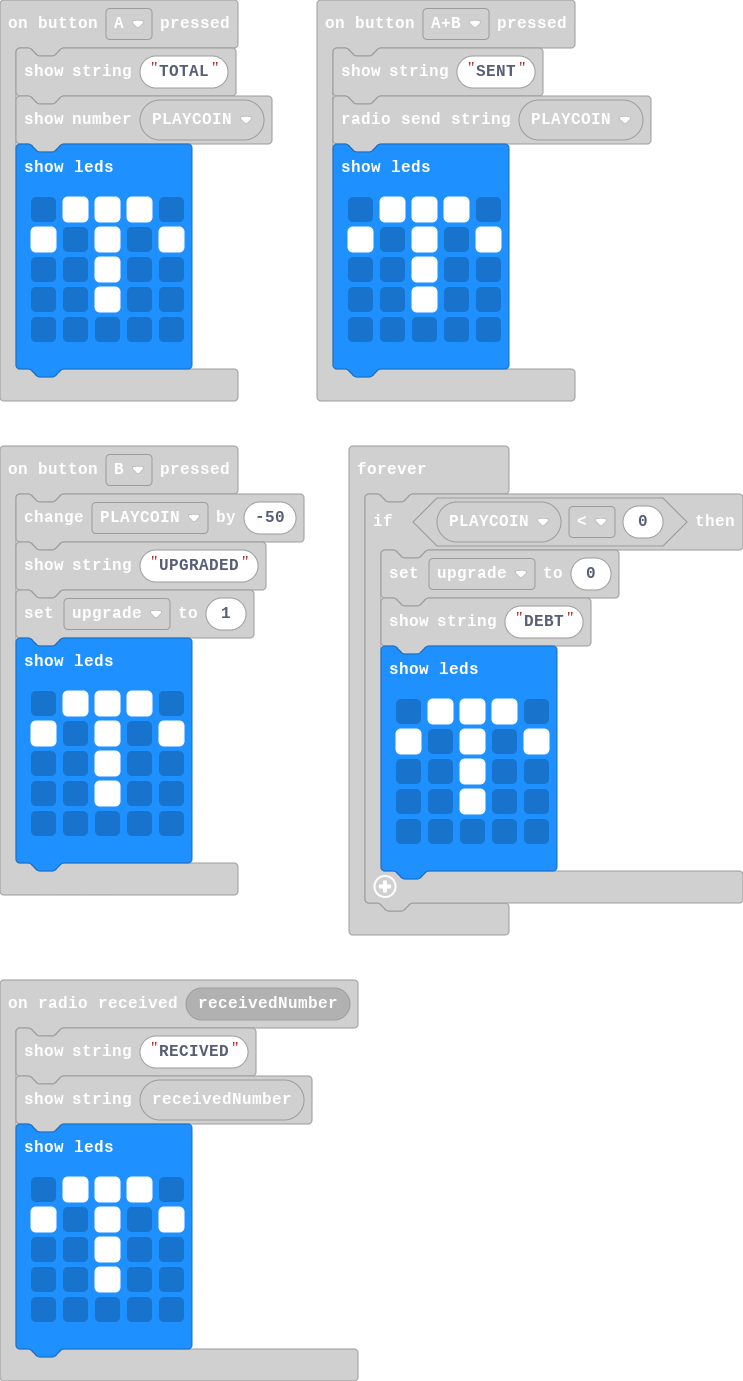 on button A pressed
show string "TOTAL"
show number PLAYCOIN
show leds
on button A+B pressed
show string "SENT"
radio send string PLAYCOIN
show leds
on button B pressed
change PLAYCOIN by -50
show string "UPGRADED"
set upgrade to 1
show leds
forever
if PLAYCOIN < 0 then
set upgrade to 0
show string "DEBT"
show leds
on radio received receivedNumber
show string "RECIVED"
show string receivedNumber
show leds